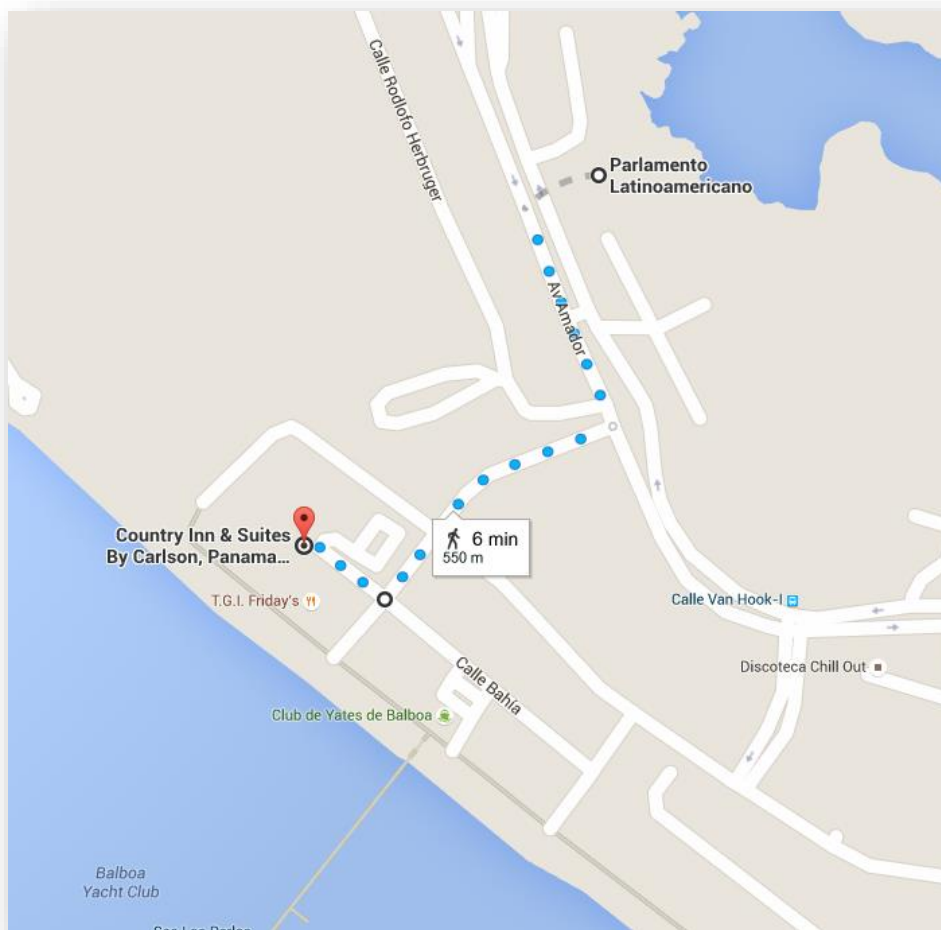 Calle Rodlofo Herbruger
Parlamento
Latinoamericano
Av Amador
Country Inn & Suites
By Carlson, Panama...
6 min
550 m
T.G.I. Friday's
Calle Van Hook-I
Discoteca Chill Out
Calle Bahía
Club de Yates de Balboa
Balboa
Yacht Club